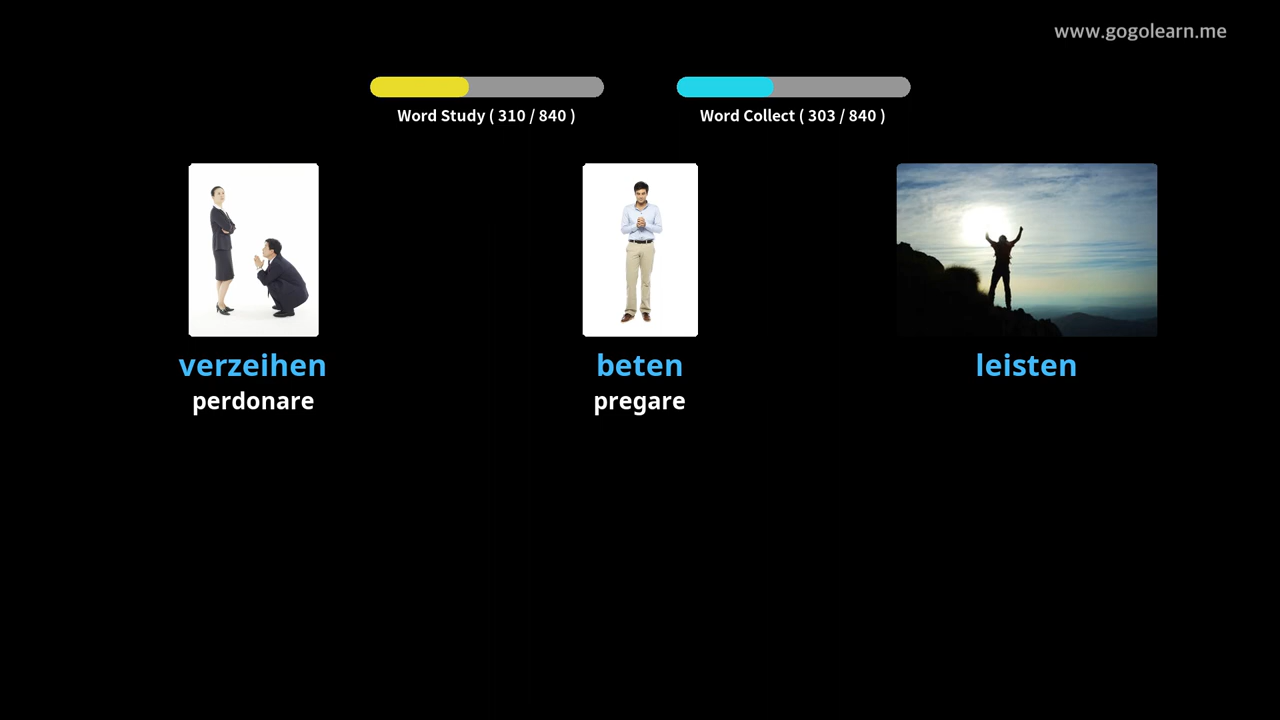 www.gogolearn.me
Word Study ( 310 / 840 )
Word Collect ( 303 / 840 )
verzeihen
perdonare
beten
pregare
leisten